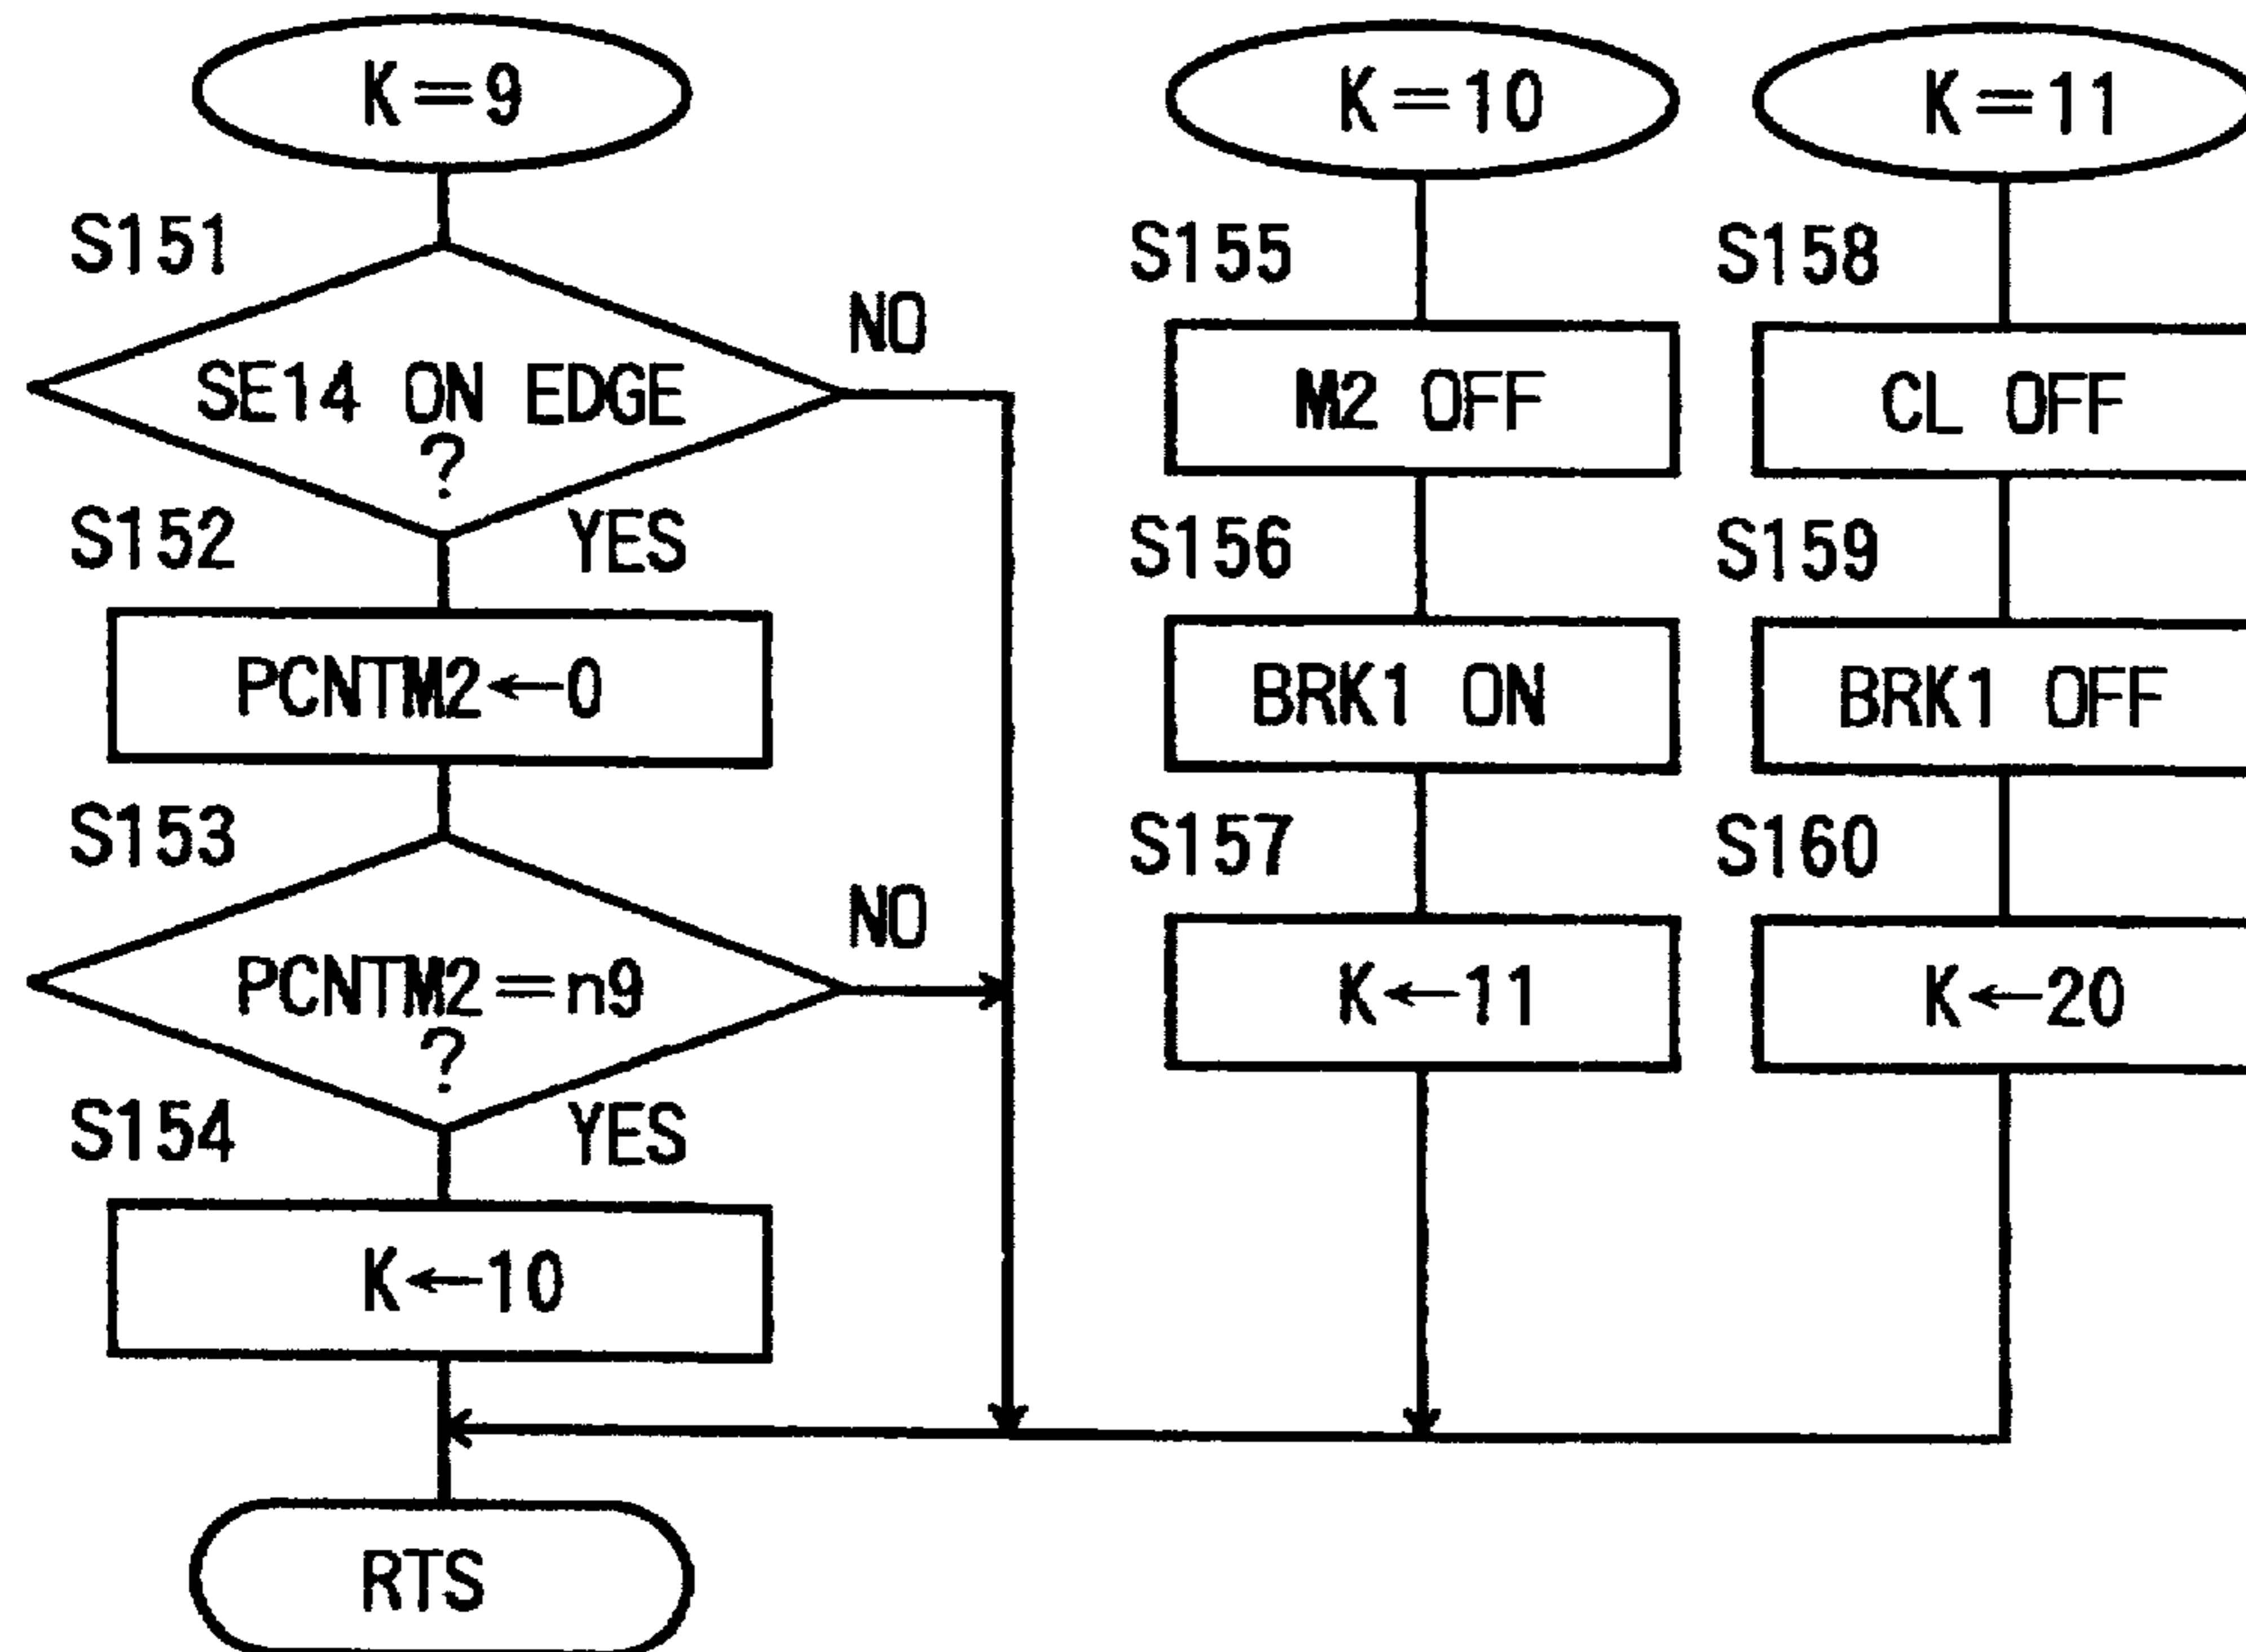 K=9
S151
SE14 ON EDGE
?
NO
S152
YES
PCNTM2←0
S153
PCNTM2=n9
?
NO
S154
YES
K←10
RTS
K=10
S155
M2 OFF
S156
BRK1 ON
S157
K←11
K=11
S158
CL OFF
S159
BRK1 OFF
S160
K←20